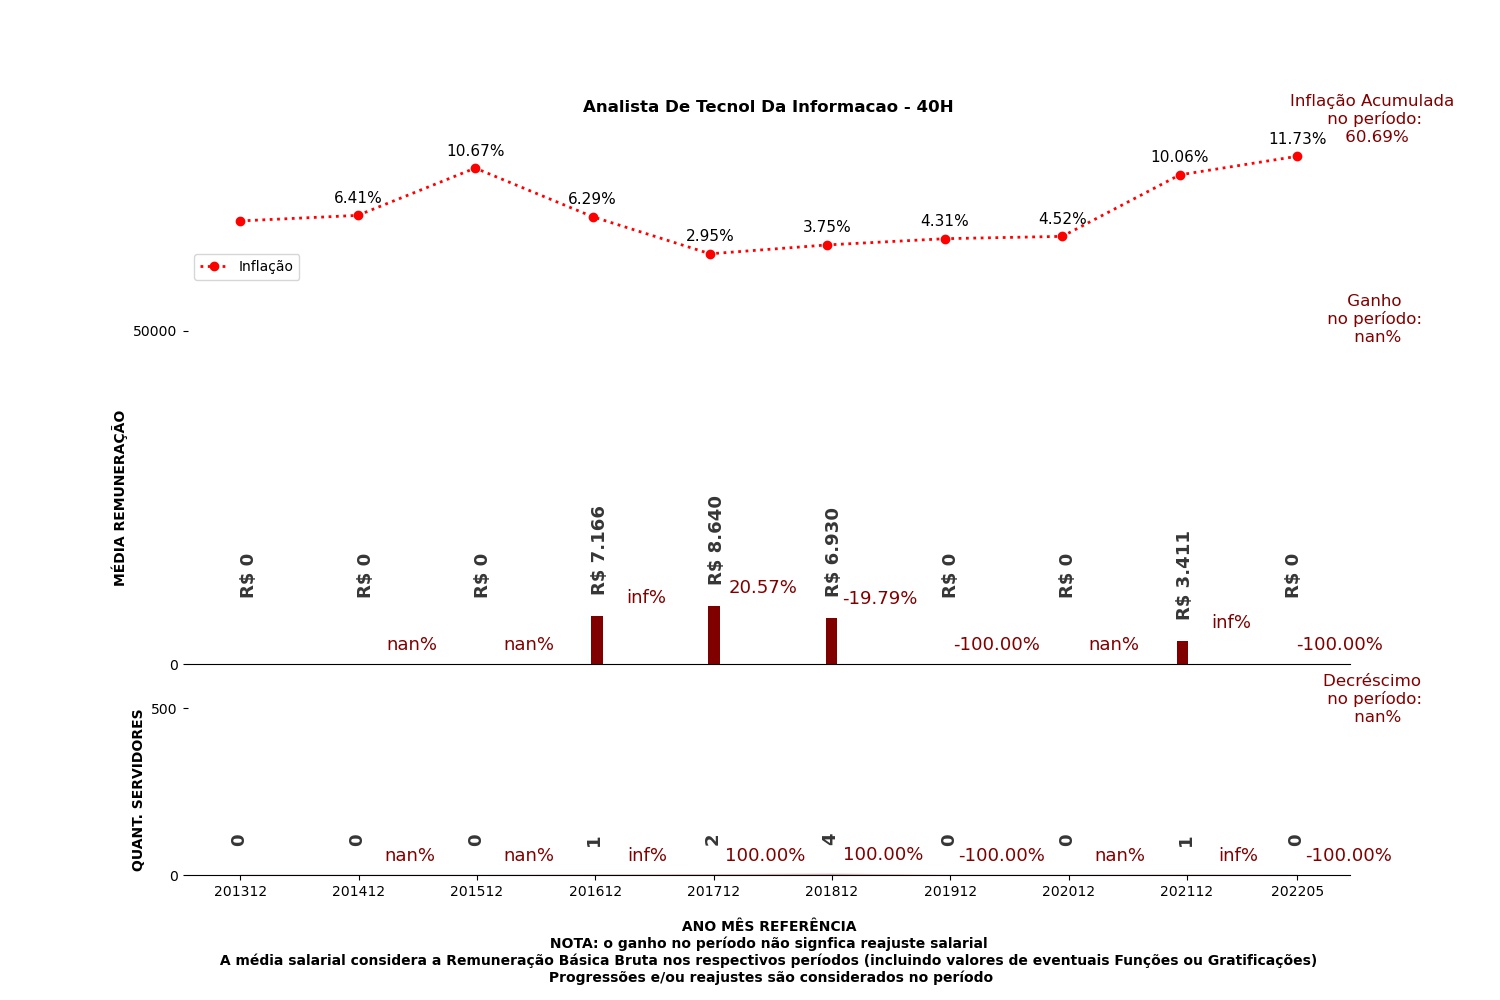 Analista De Tecnol Da Informacao - 40H
Inflação Acumulada
no período:
60.69%
6.41%
10.67%
6.29%
2.95%
3.75%
4.31%
4.52%
10.06%
11.73%
Inflação
Ganho
no período:
nan%
MÉDIA REMUNERAÇÃO
50000
0
R$ 0
R$ 0
R$ 0
R$ 7.166
R$ 8.640
R$ 6.930
R$ 0
R$ 0
R$ 3.411
R$ 0
nan%
nan%
inf%
20.57%
-19.79%
-100.00%
nan%
inf%
-100.00%
Decréscimo
no período:
nan%
QUANT. SERVIDORES
500
0
0
0
0
1
2
4
0
0
1
0
nan%
nan%
inf%
100.00%
100.00%
-100.00%
nan%
inf%
-100.00%
201312
201412
201512
201612
201712
201812
201912
202012
202112
202205
ANO MÊS REFERÊNCIA
NOTA: o ganho no período não signfica reajuste salarial
A média salarial considera a Remuneração Básica Bruta nos respectivos períodos (incluindo valores de eventuais Funções ou Gratificações)
Progressões e/ou reajustes são considerados no período